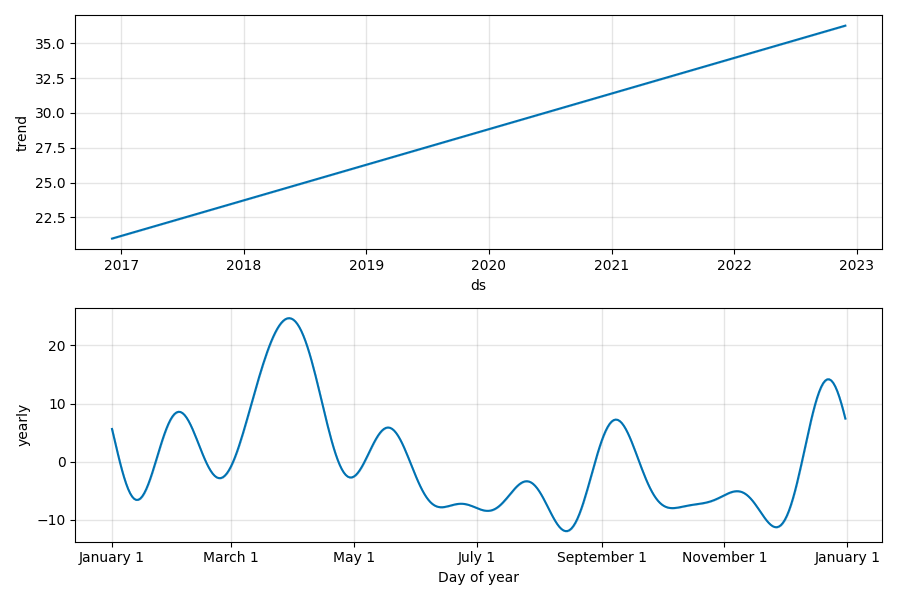 35.0
32.5
30.0
27.5
25.0
22.5
trend
2017 2018 2019 2020 2021 2022 2023
ds
20
10
0
−10
yearly
January 1 March 1 May 1 July 1 September 1 November 1 January 1
Day of year